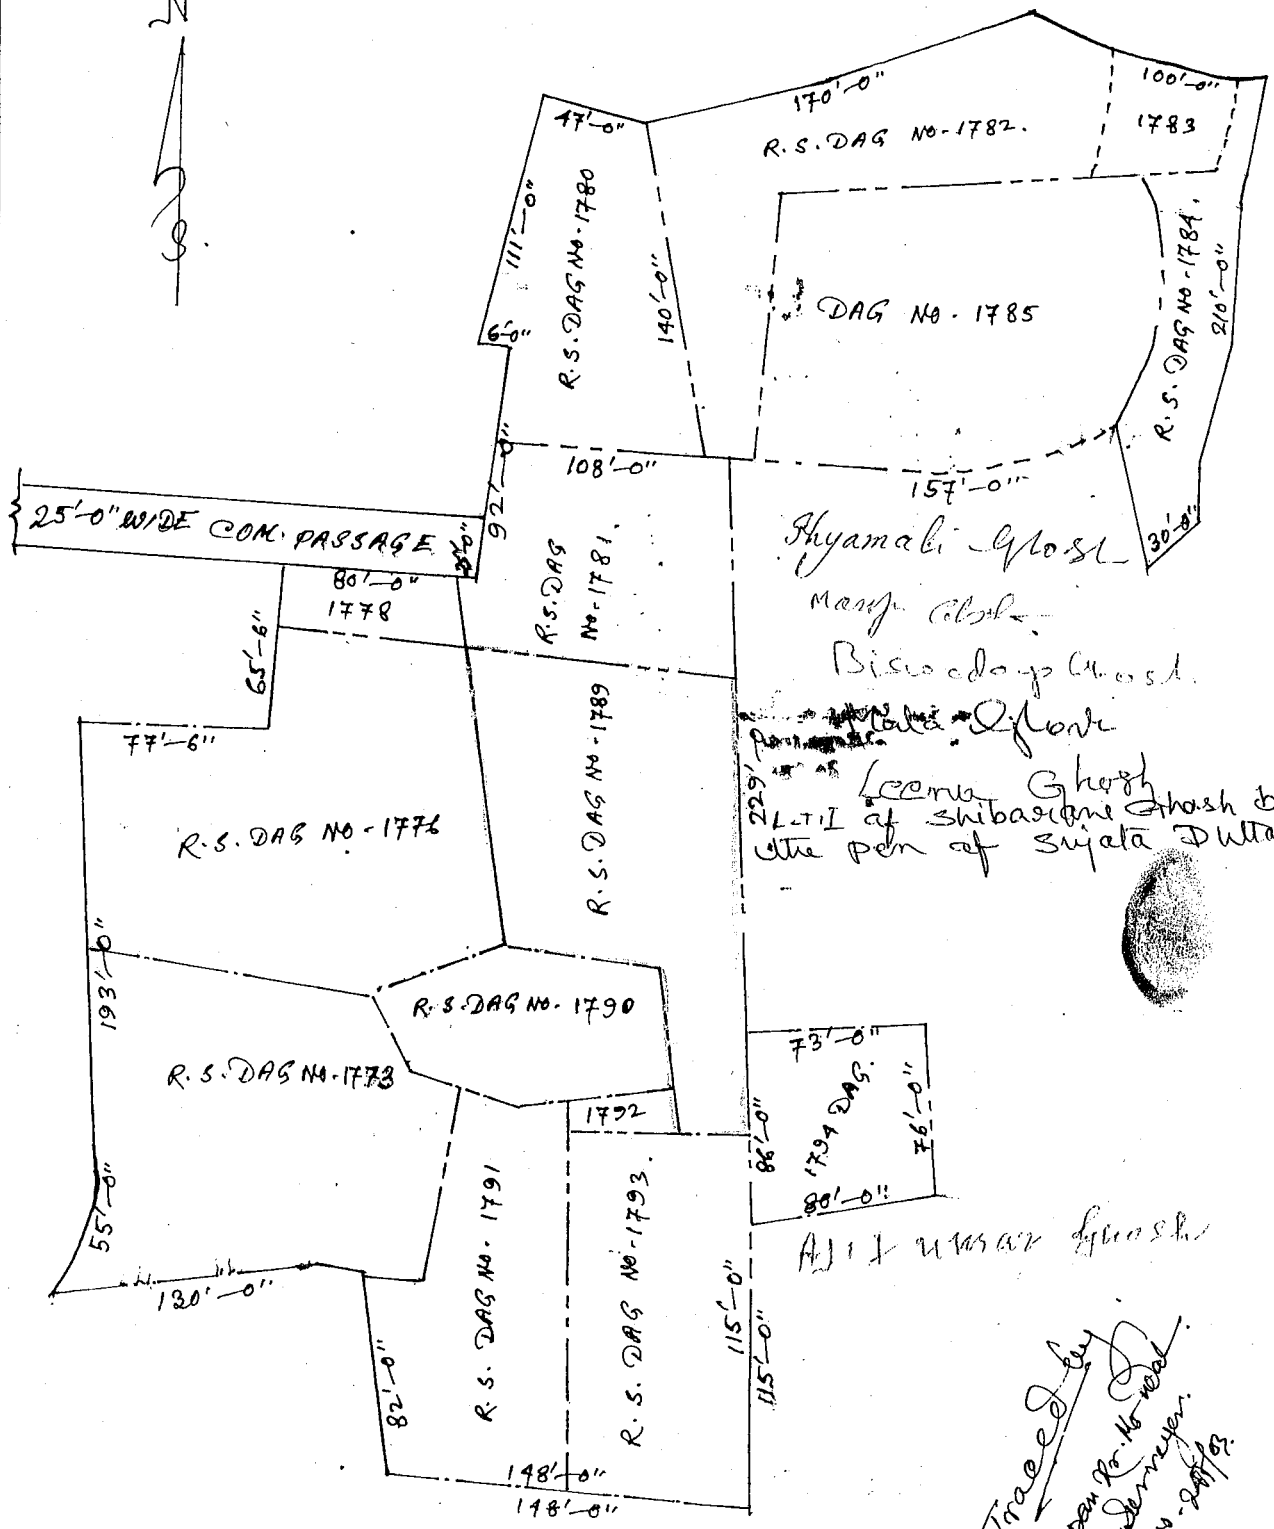 N
S
170'-0"
100'-0"
47'-0"
R.S. DAG NO-1782.
1783
111'-0"
R.S. DAG NO-1780
140'-0"
DAG NO-1785
R.S. DAG NO-1784.
210'-0"
6'-0"
92'-0"
108'-0"
157'-0"
30'-0"
25'-0" WIDE COM. PASSAGE
80'-0"
1778
R.S. DAG
NO-1781.
Shyamali Ghosh
65'-6"
77'-6"
R.S. DAG NO-1789
229'
Leena Ghosh
L.T.I of Shibarani Ghosh b
the pen of Sujata Dutta
R.S. DAG NO-1776
193'-0"
R.S. DAG NO-1790
R.S. DAG NO-1773
73'-0"
1794 DAG.
76'-0"
86'-0"
80'-0"
1792
55'-0"
130'-0"
R.S. DAG NO-1791
R.S. DAG NO-1793.
Ajit Kumar Ghosh
115'-0"
115'-0"
82'-0"
148'-0"
148'-0"
Traced by